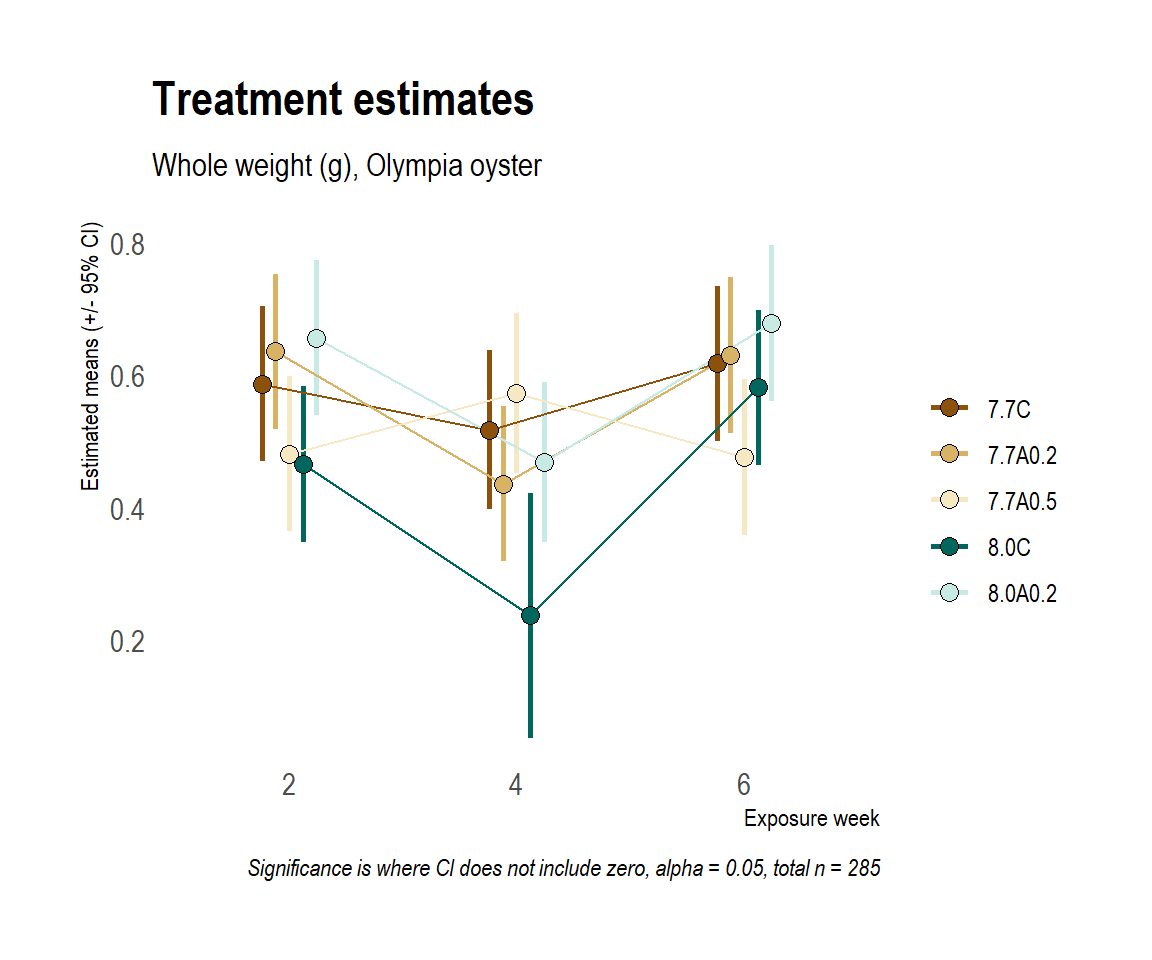 Treatment estimates
Whole weight (g), Olympia oyster
Estimated means (+/- 95% CI)
0.8
0.6
0.4
0.2
2
4
6
Exposure week
7.7C
7.7A0.2
7.7A0.5
8.0C
8.0A0.2
Significance is where CI does not include zero, alpha = 0.05, total n = 285